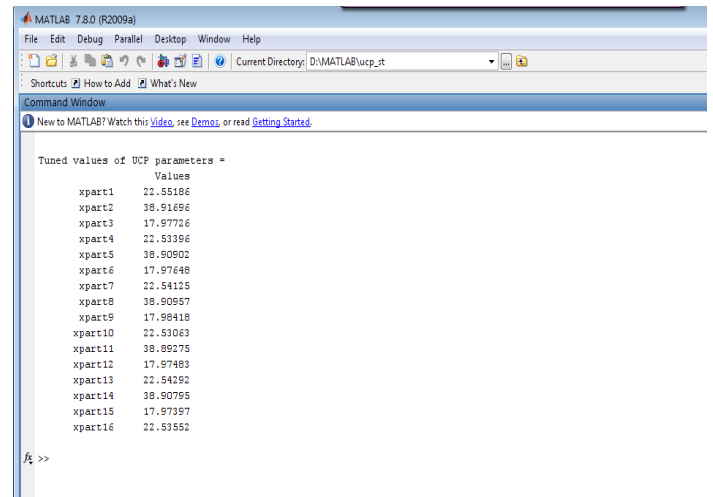 MATLAB 7.8.0 (R2009a)
File Edit Debug Parallel Desktop Window Help
Current Directory: D:\MATLAB\ucp_st
Shortcuts How to Add What's New
Command Window
New to MATLAB? Watch this Video, see Demos, or read Getting Started.
Tuned values of UCP parameters =
Values
xpart1 22.55186
xpart2 38.91696
xpart3 17.97726
xpart4 22.53396
xpart5 38.90902
xpart6 17.97648
xpart7 22.54125
xpart8 38.90957
xpart9 17.98418
xpart10 22.53063
xpart11 38.89275
xpart12 17.97483
xpart13 22.54292
xpart14 38.90795
xpart15 17.97397
xpart16 22.53552
fx >>